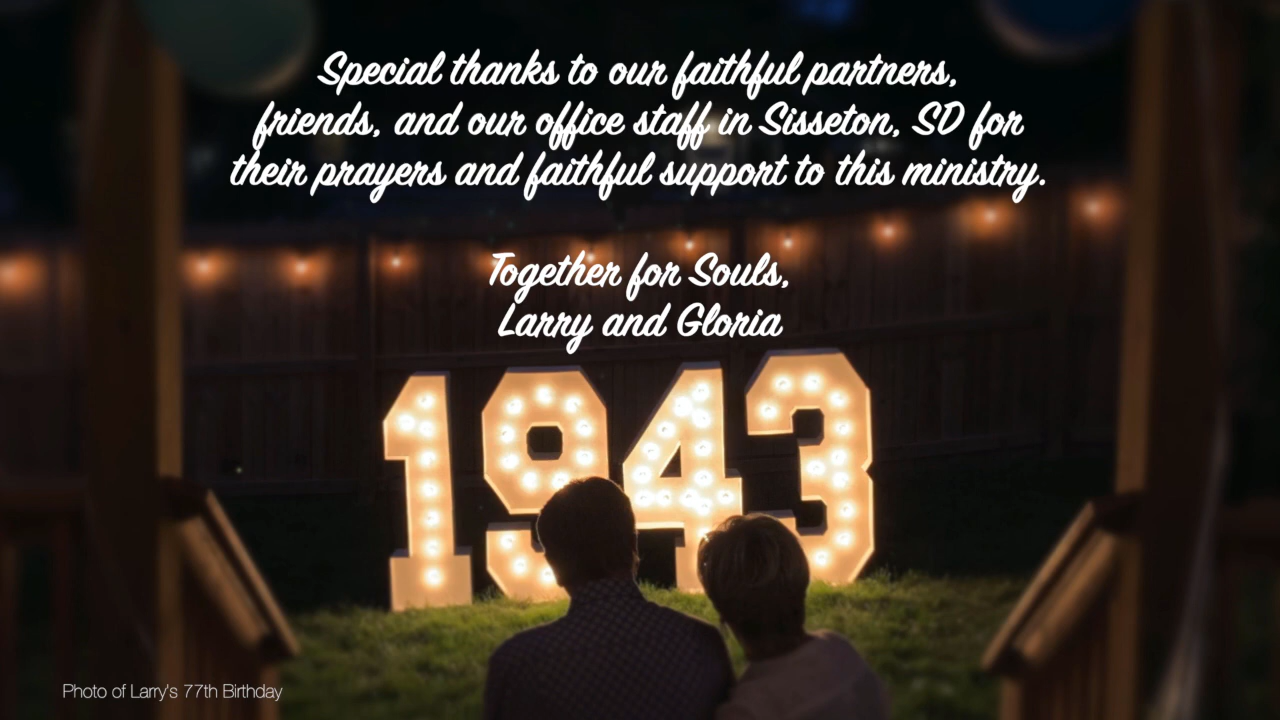 Special thanks to our faithful partners,
friends, and our office staff in Sisseton, SD for
their prayers and faithful support to this ministry.
Together for Souls,
Larry and Gloria
1943
Photo of Larry's 77th Birthday